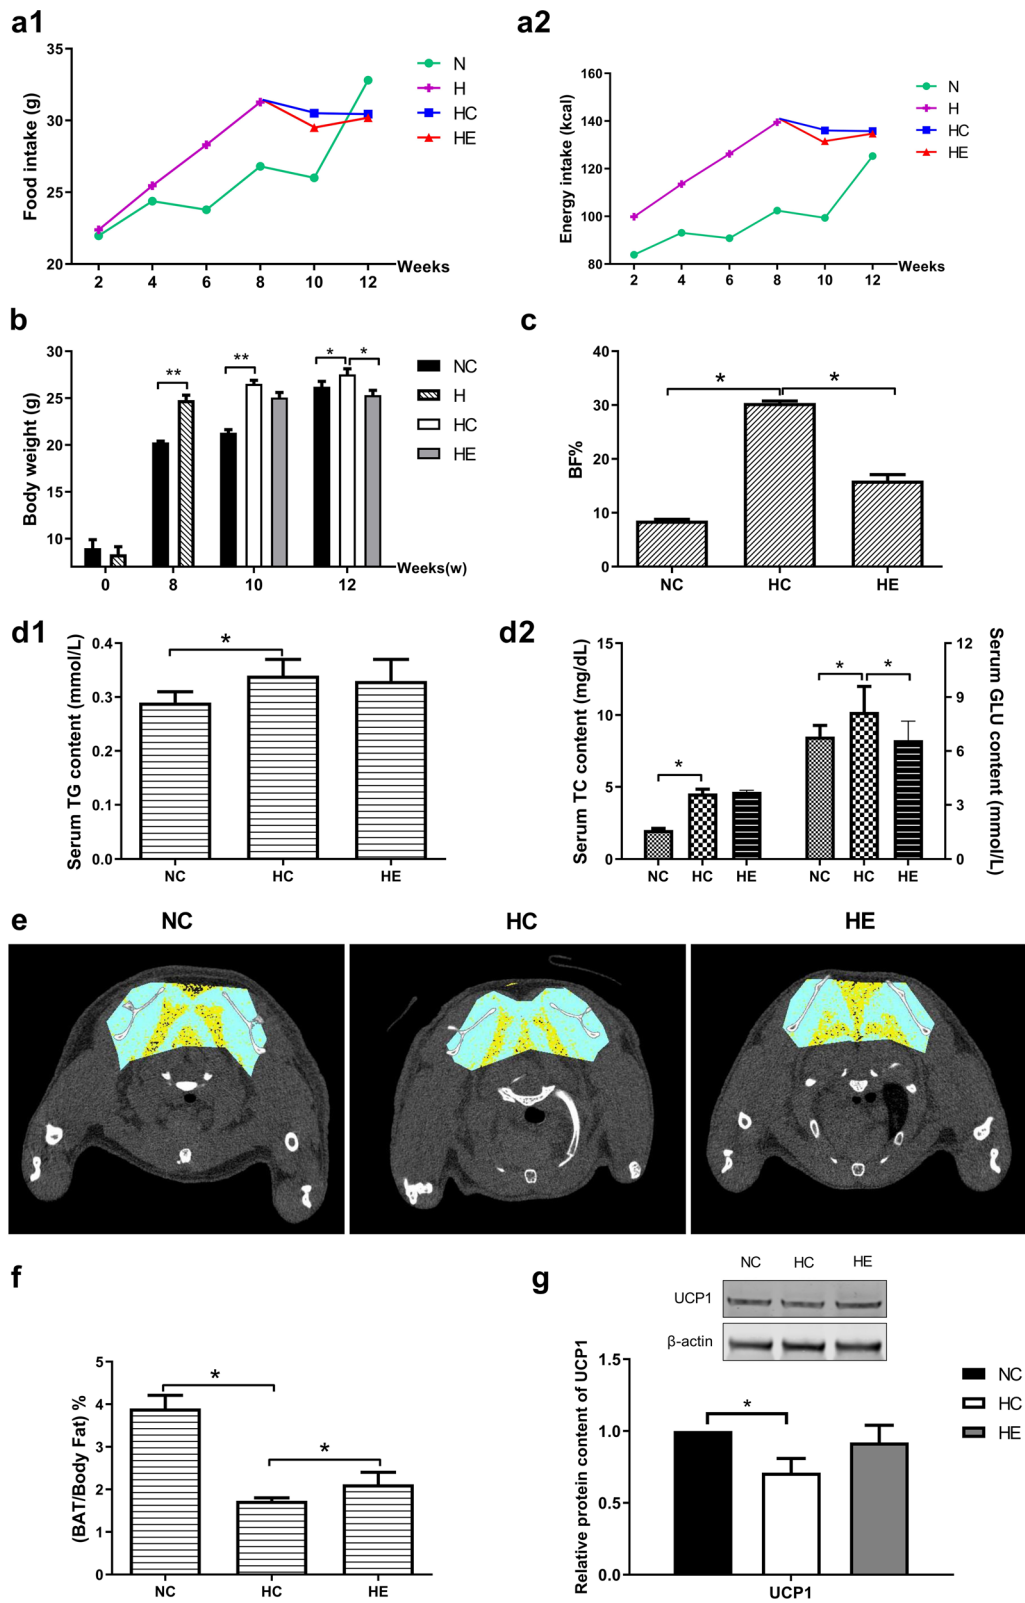 a1
Food intake (g)
35
30
25
20
2 4 6 8 10 12
Weeks
N
H
HC
HE
a2
Energy intake (kcal)
160
140
120
100
80
2 4 6 8 10 12
Weeks
N
H
HC
HE
b
Body weight (g)
30
25
20
15
10
** ** * *
0 8 10 12
Weeks(w)
NC
H
HC
HE
c
BF%
40
30
20
10
0
* *
NC HC HE
d1
Serum TG content (mmol/L)
0.4
0.3
0.2
0.1
0.0
*
NC HC HE
d2
Serum TC content (mg/dL)
15
10
5
0
* * *
NC HC HE NC HC HE
12
9
6
3
0
Serum GLU content (mmol/L)
e
NC HC HE
f
(BAT/Body Fat) %
5
4
3
2
1
0
* *
NC HC HE
g
NC HC HE
UCP1
β-actin
Relative protein content of UCP1
1.5
1.0
0.5
0.0
*
UCP1
NC
HC
HE